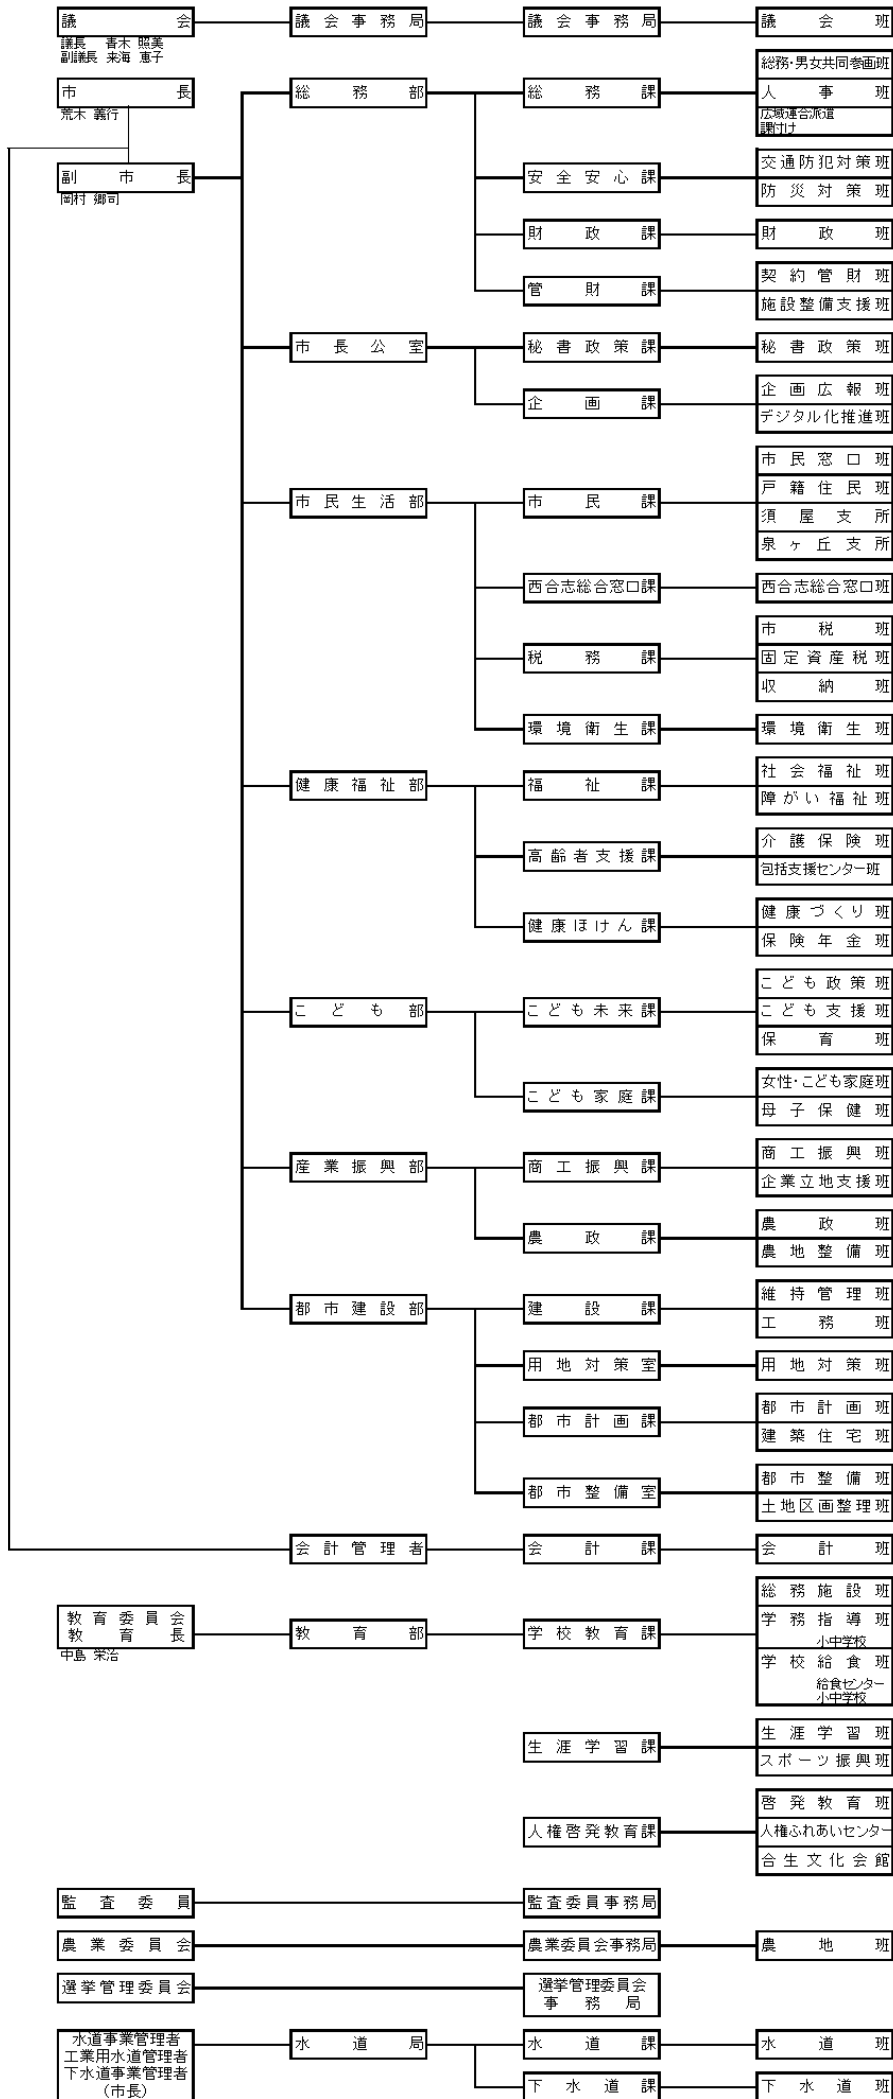 議会 議会事務局 議会事務局 議会班
議長 青木 照美
副議長 来海 恵子
市長 総務部 総務課 総務・男女共同参画班
荒木 義行
人事班
広域連合派遣
課付け
副市長 安全安心課 交通防犯対策班
岡村 郷司
防災対策班
財政課 財政班
管財課 契約管財班
施設整備支援班
市長公室 秘書政策課 秘書政策班
企画課 企画広報班
デジタル化推進班
市民生活部 市民課 市民窓口班
戸籍住民班
須屋支所
泉ヶ丘支所
西合志総合窓口課 西合志総合窓口班
税務課 市税班
固定資産税班
収納班
環境衛生課 環境衛生班
健康福祉部 福祉課 社会福祉班
障がい福祉班
高齢者支援課 介護保険班
包括支援センター班
健康ほけん課 健康づくり班
保険年金班
こども部 こども未来課 こども政策班
こども支援班
保育班
こども家庭課 女性・こども家庭班
母子保健班
産業振興部 商工振興課 商工振興班
企業立地支援班
農政課 農政班
農地整備班
都市建設部 建設課 維持管理班
工務班
用地対策室 用地対策班
都市計画課 都市計画班
建築住宅班
都市整備室 都市整備班
土地区画整理班
会計管理者 会計課 会計班
教育委員会
教育長 教育部 学校教育課 総務施設班
中島 栄治
学務指導班
小中学校
学校給食班
給食センター
小中学校
生涯学習課 生涯学習班
スポーツ振興班
人権啓発教育課 啓発教育班
人権ふれあいセンター
合生文化会館
監査委員 監査委員事務局
農業委員会 農業委員会事務局 農地班
選挙管理委員会 選挙管理委員会
事務局
水道事業管理者
工業用水道管理者
下水道事業管理者
(市長)
水道局 水道課 水道班
下水道課 下水道班